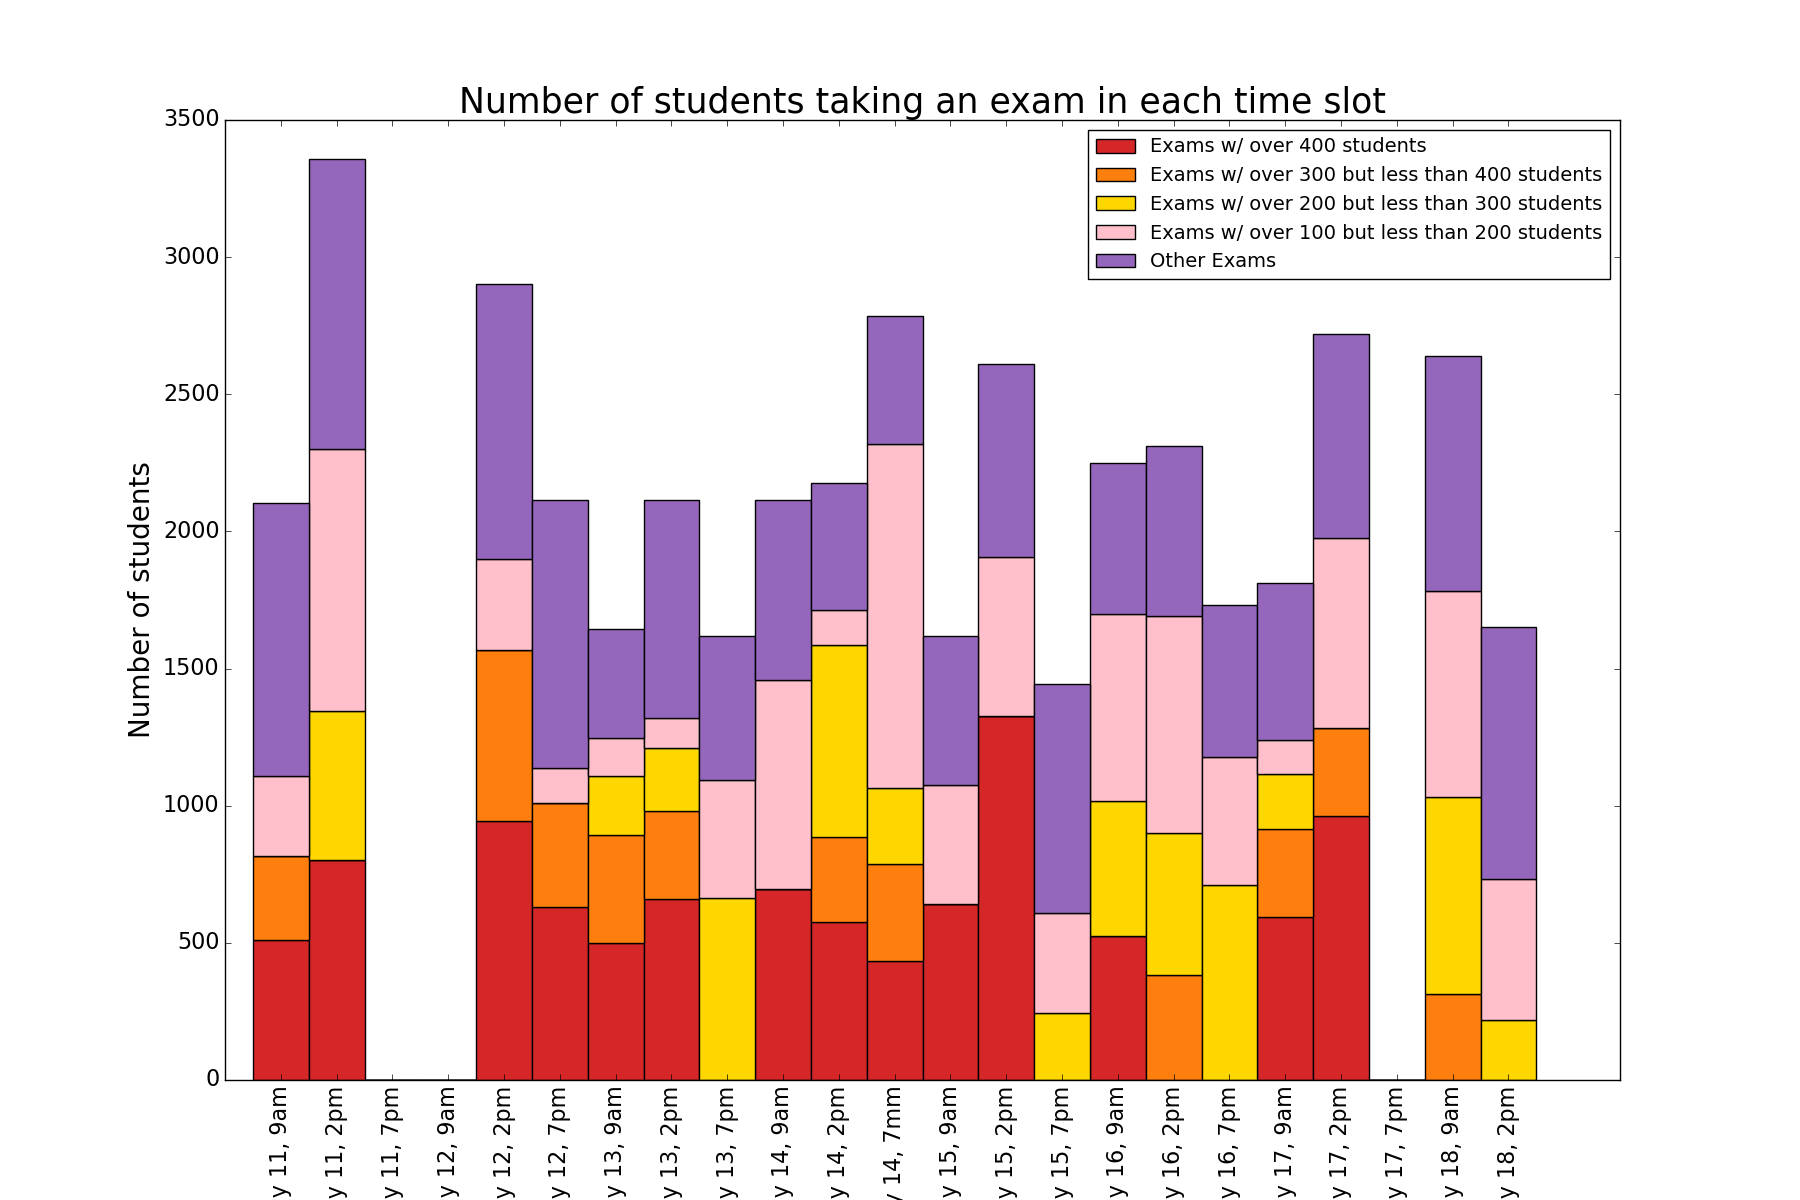 Number of students taking an exam in each time slot
Number of students
3500
3000
2500
2000
1500
1000
500
0
Exams w/ over 400 students
Exams w/ over 300 but less than 400 students
Exams w/ over 200 but less than 300 students
Exams w/ over 100 but less than 200 students
Other Exams
y 11, 9am
y 11, 2pm
y 11, 7pm
y 12, 9am
y 12, 2pm
y 12, 7pm
y 13, 9am
y 13, 2pm
y 13, 7pm
y 14, 9am
y 14, 2pm
y 14, 7mm
y 15, 9am
y 15, 2pm
y 15, 7pm
y 16, 9am
y 16, 2pm
y 16, 7pm
y 17, 9am
y 17, 2pm
y 17, 7pm
y 18, 9am
y 18, 2pm